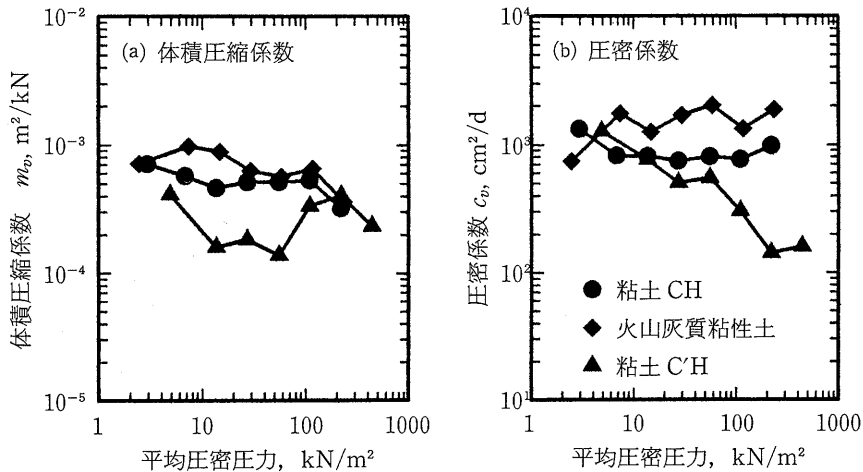 (a) 体積圧縮係数
10⁻²
10⁻³
10⁻⁴
10⁻⁵
体積圧縮係数 mᵥ, m²/kN
1 10 100 1000
平均圧密圧力, kN/m²
(b) 圧密係数
10⁴
10³
10²
10¹
圧密係数 cᵥ, cm²/d
粘土 CH
火山灰質粘性土
粘土 C′H
1 10 100 1000
平均圧密圧力, kN/m²